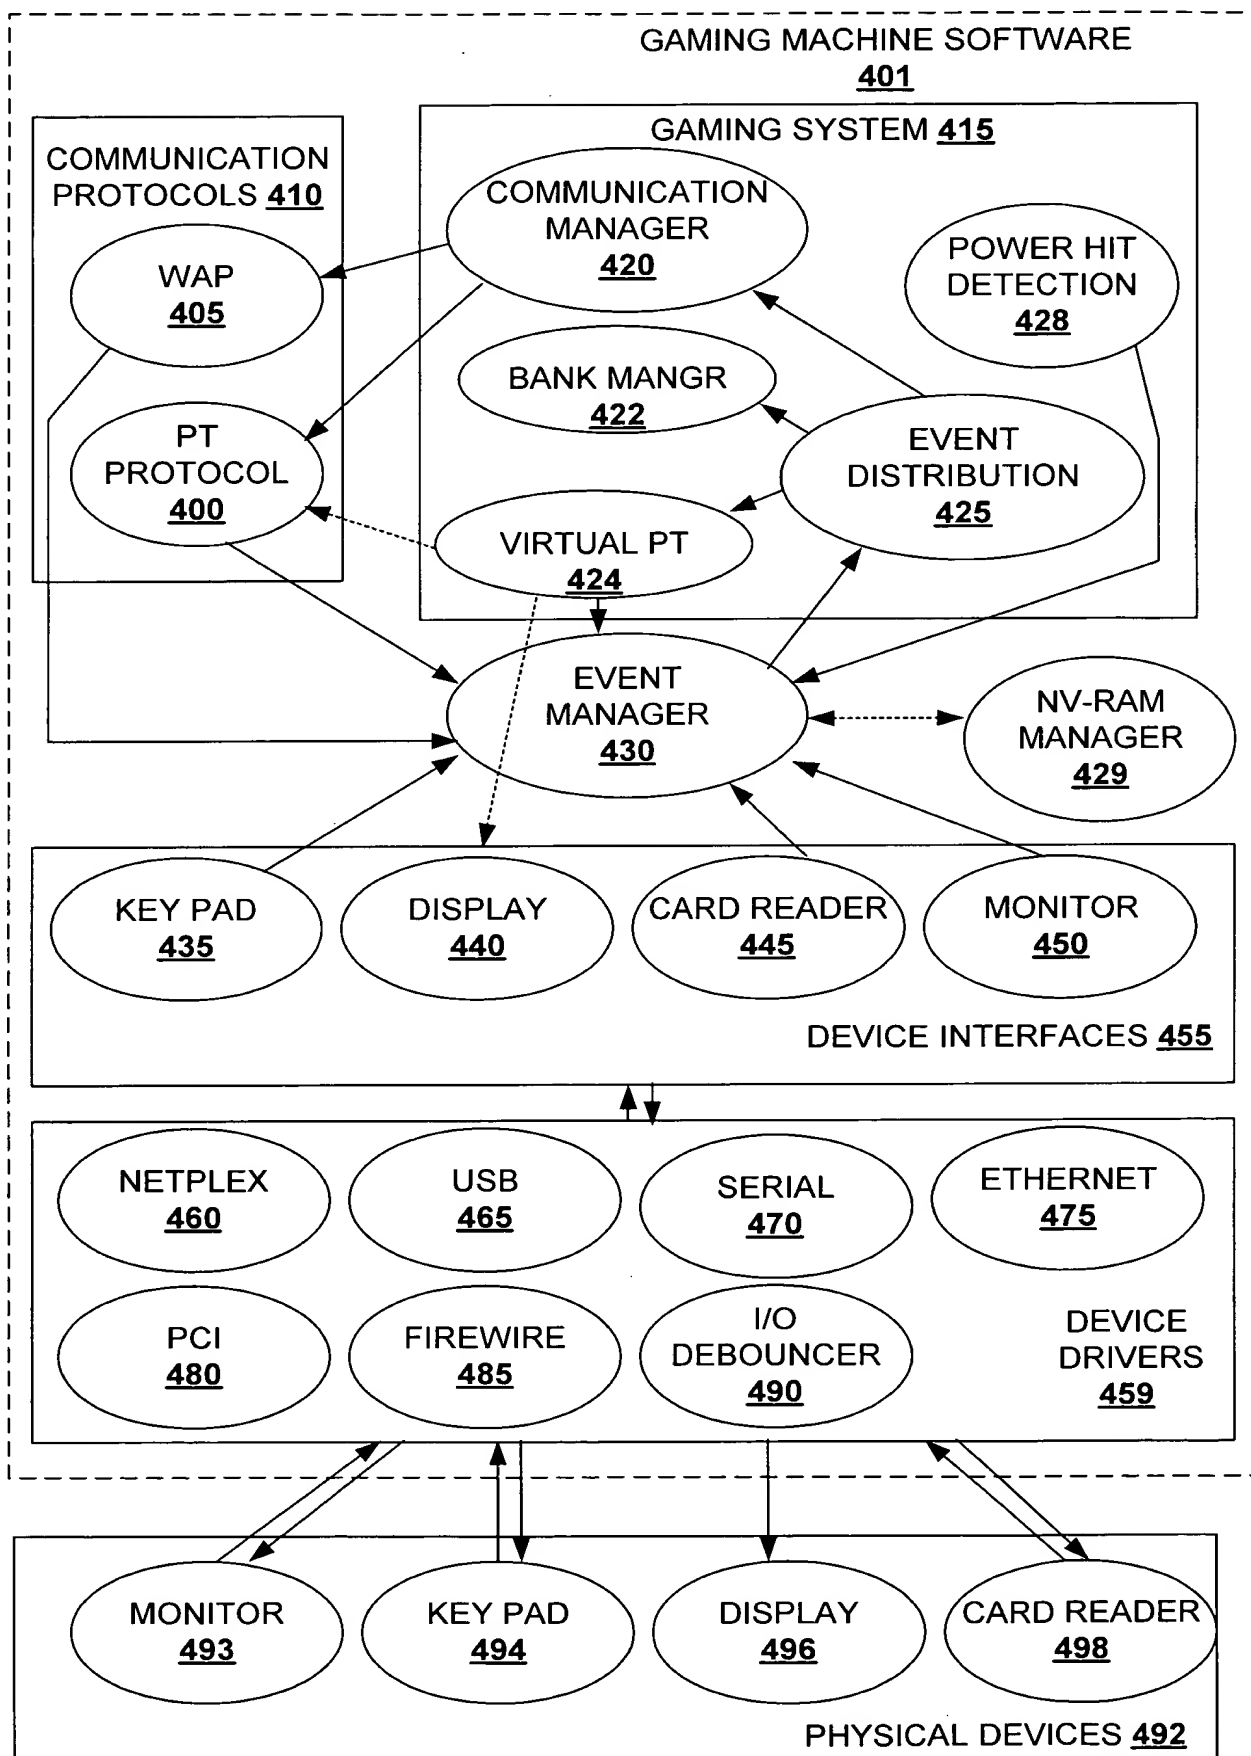 GAMING MACHINE SOFTWARE
401
GAMING SYSTEM 415
COMMUNICATION
PROTOCOLS 410
COMMUNICATION
MANAGER
420
POWER HIT
DETECTION
428
WAP
405
BANK MANGR
422
EVENT
DISTRIBUTION
425
PT
PROTOCOL
400
VIRTUAL PT
424
EVENT
MANAGER
430
NV-RAM
MANAGER
429
KEY PAD
435
DISPLAY
440
CARD READER
445
MONITOR
450
DEVICE INTERFACES 455
NETPLEX
460
USB
465
SERIAL
470
ETHERNET
475
PCI
480
FIREWIRE
485
I/O
DEBOUNCER
490
DEVICE
DRIVERS
459
MONITOR
493
KEY PAD
494
DISPLAY
496
CARD READER
498
PHYSICAL DEVICES 492